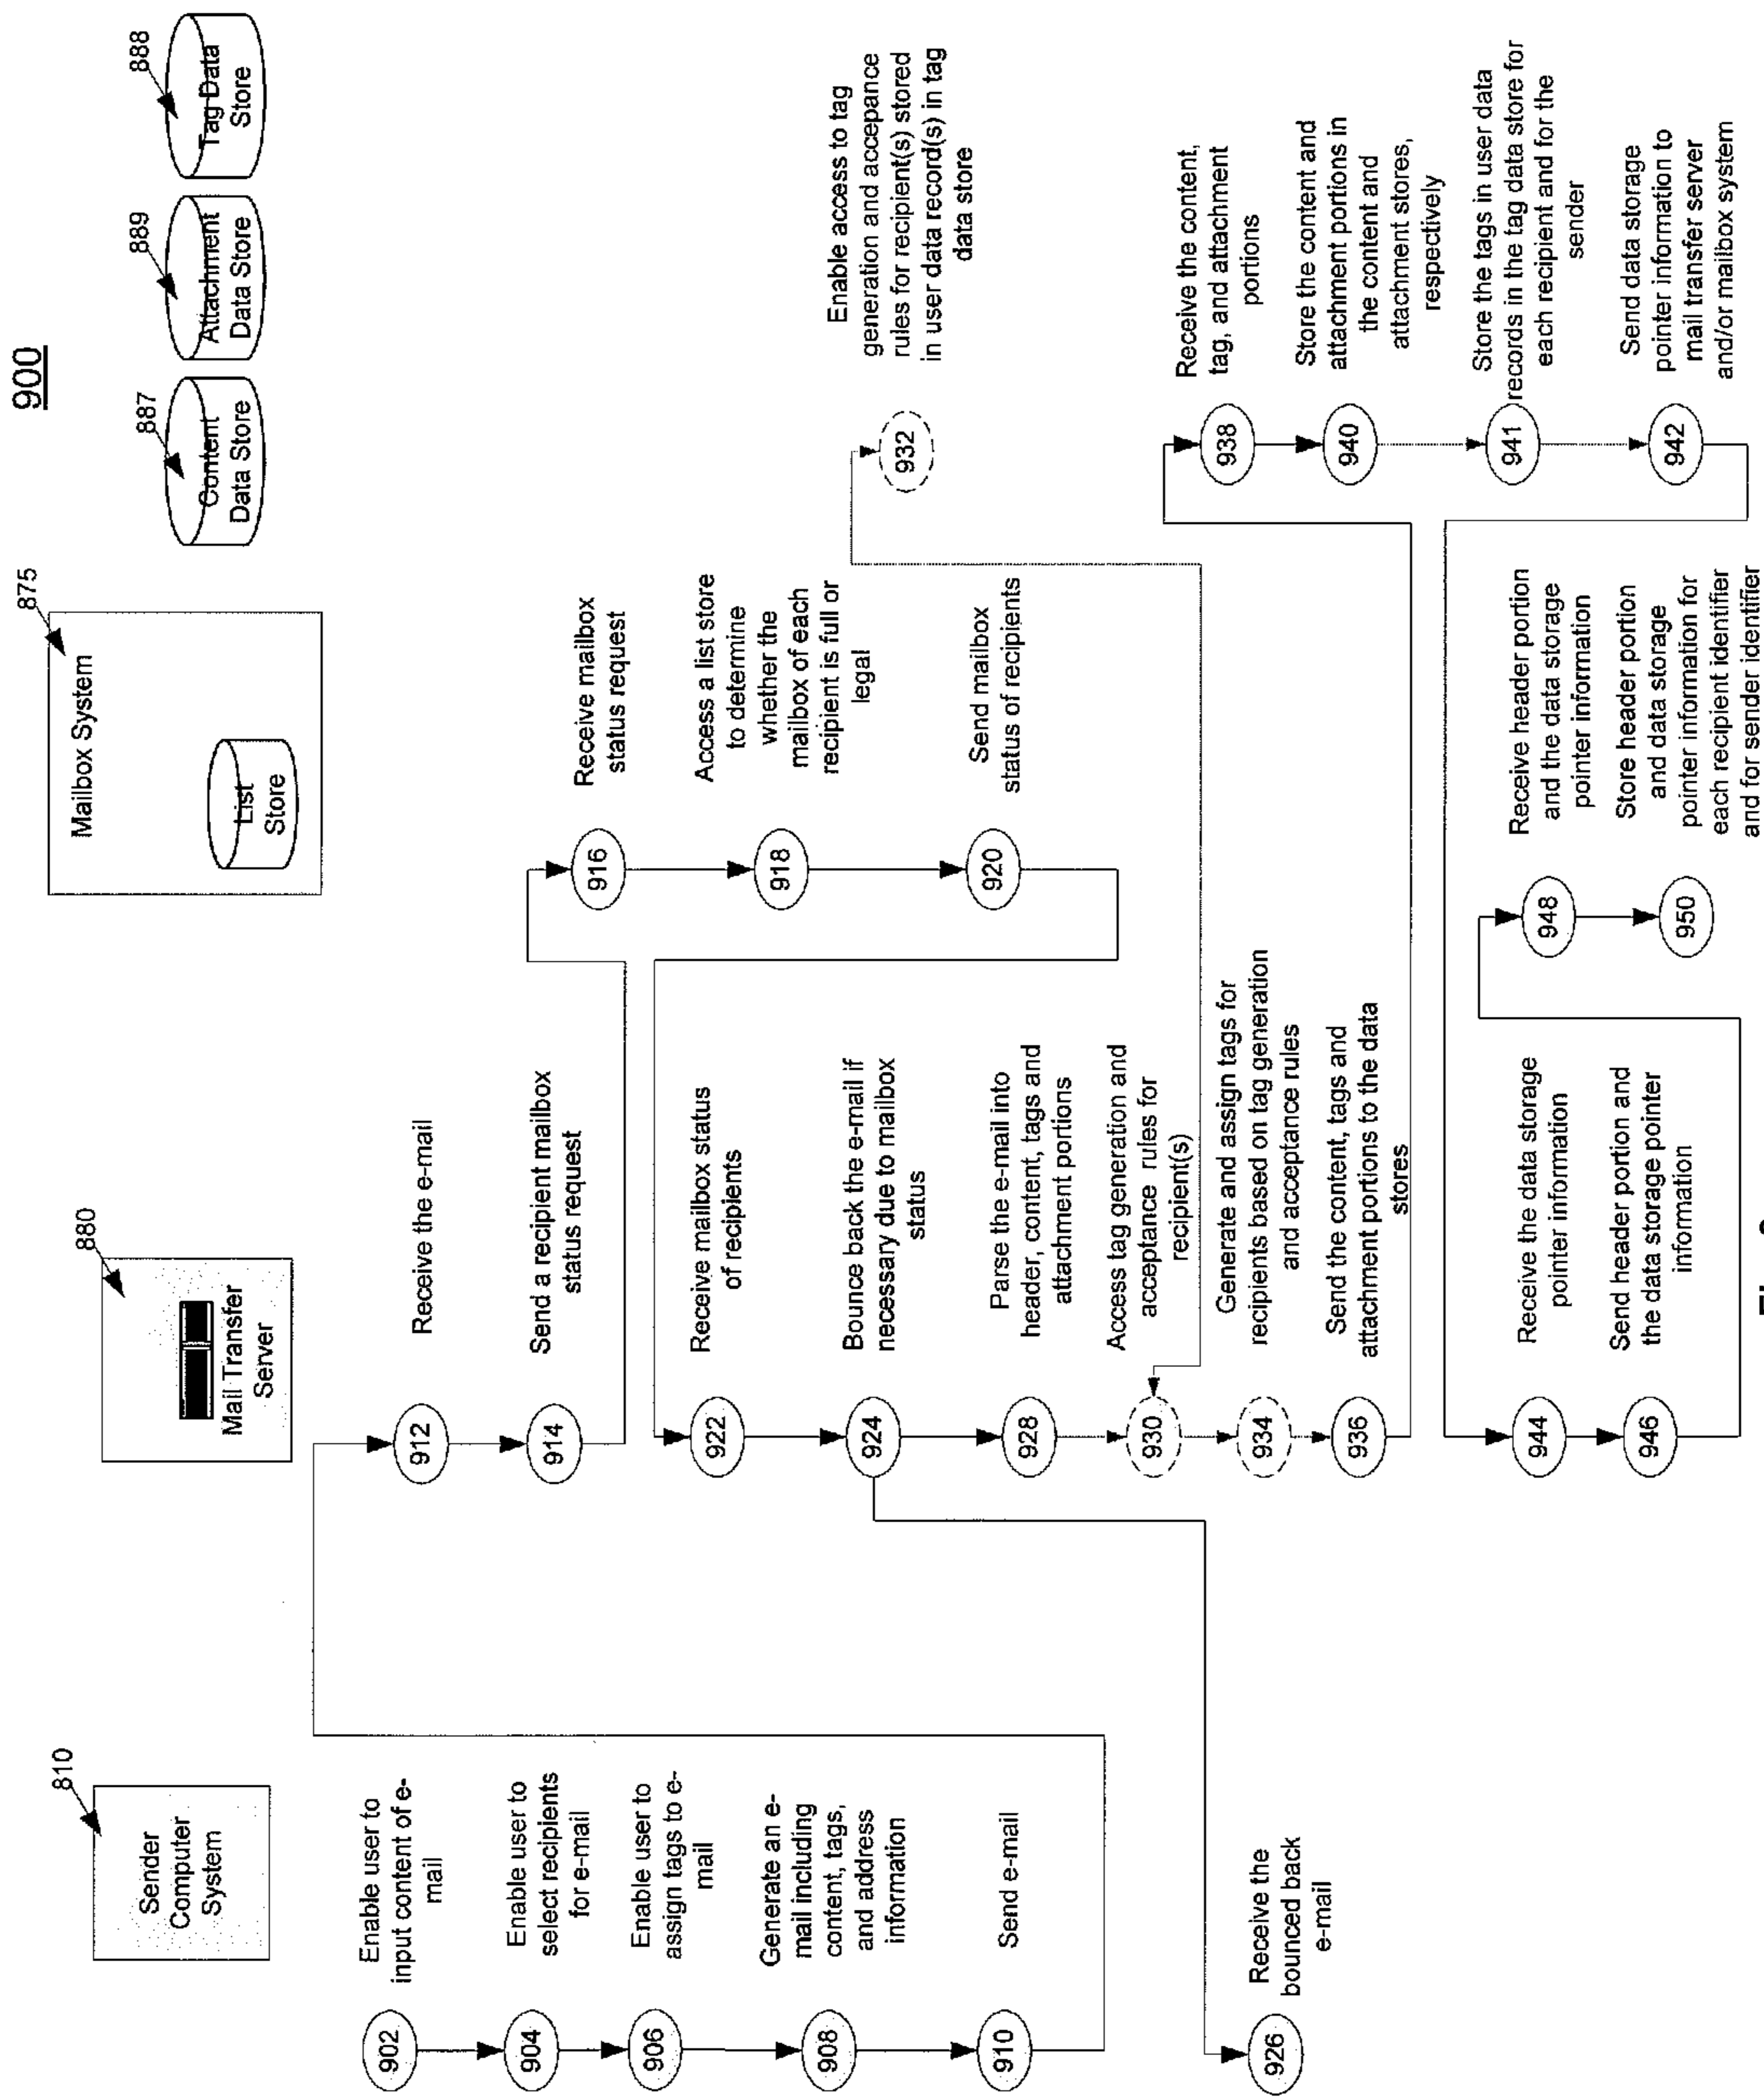 900
810
Sender
Computer
System
880
Mail Transfer
Server
875
Mailbox System
List
Store
887
Content
Data Store
889
Attachment
Data Store
888
Tag Data
Store
902
Enable user to
input content of e-
mail
904
Enable user to
select recipients
for e-mail
906
Enable user to
assign tags to e-
mail
908
Generate an e-
mail including
content, tags,
and address
information
910
Send e-mail
912
Receive the e-mail
914
Send a recipient mailbox
status request
916
Receive mailbox
status request
918
Access a list store
to determine
whether the
mailbox of each
recipient is full or
legal
920
Send mailbox
status of recipients
922
Receive mailbox status
of recipients
924
Bounce back the e-mail if
necessary due to mailbox
status
926
Receive the
bounced back
e-mail
928
Parse the e-mail into
header, content, tags and
attachment portions
930
Access tag generation and
acceptance rules for
recipient(s)
932
Enable access to tag
generation and accepance
rules for recipient(s) stored
in user data record(s) in tag
data store
934
Generate and assign tags for
recipients based on tag generation
and acceptance rules
936
Send the content, tags and
attachment portions to the data
stores
938
Receive the content,
tag, and attachment
portions
940
Store the content and
attachment portions in
the content and
attachment stores,
respectively
941
Store the tags in user data
records in the tag data store for
each recipient and for the
sender
942
Send data storage
pointer information to
mail transfer server
and/or mailbox system
944
Receive the data storage
pointer information
946
Send header portion and
the data storage pointer
information
948
Receive header portion
and the data storage
pointer information
950
Store header portion
and data storage
pointer information for
each recipient identifier
and for sender identifier